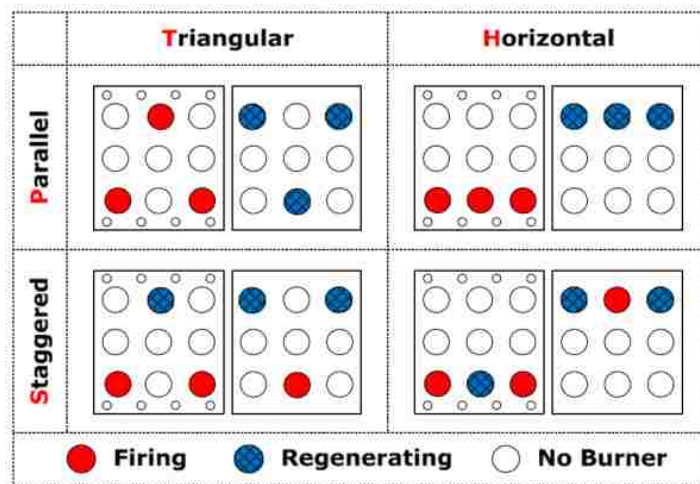 Triangular
Horizontal
Parallel
Staggered
Firing
Regenerating
No Burner